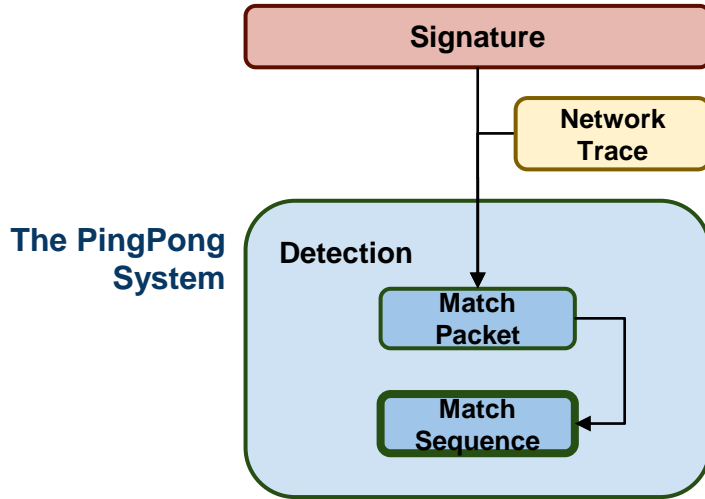 Signature
Network
Trace
The PingPong
System
Detection
Match
Packet
Match
Sequence